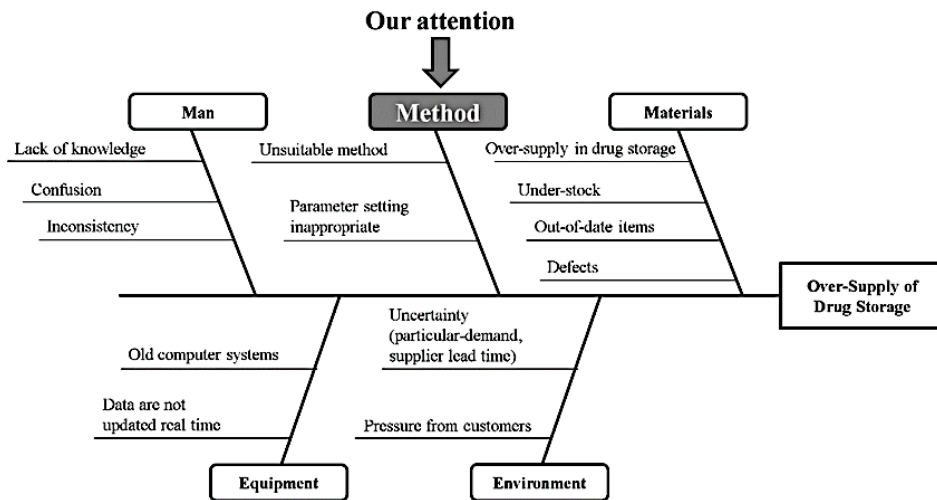 Our attention
Man
Method
Materials
Lack of knowledge
Confusion
Inconsistency
Unsuitable method
Parameter setting
inappropriate
Over-supply in drug storage
Under-stock
Out-of-date items
Defects
Over-Supply of
Drug Storage
Old computer systems
Data are not
updated real time
Uncertainty
(particular-demand,
supplier lead time)
Pressure from customers
Equipment
Environment